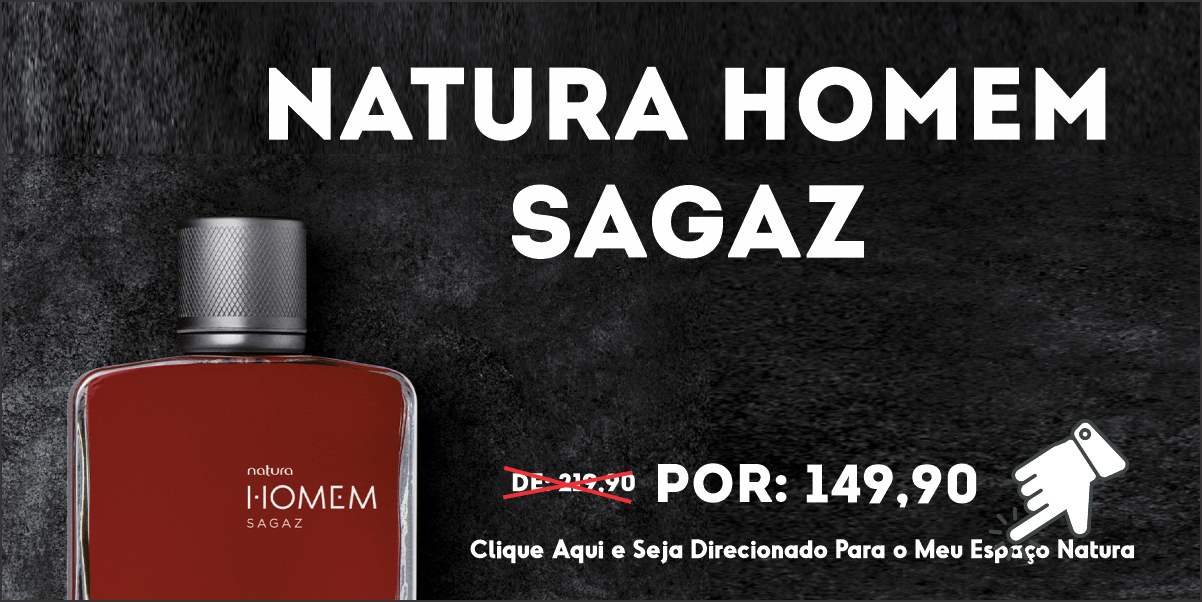 NATURA HOMEM
SAGAZ
natura
HOMEM
SAGAZ
DE: 219,90 POR: 149,90
Clique Aqui e Seja Direcionado Para o Meu Espaço Natura